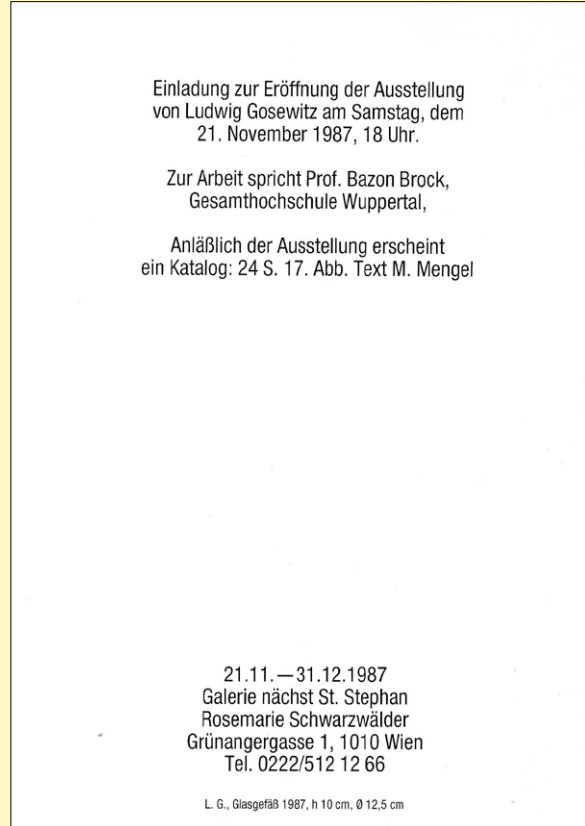 Einladung zur Eröffnung der Ausstellung
von Ludwig Gosewitz am Samstag, dem
21. November 1987, 18 Uhr.
Zur Arbeit spricht Prof. Bazon Brock,
Gesamthochschule Wuppertal,
Anläßlich der Ausstellung erscheint
ein Katalog: 24 S. 17. Abb. Text M. Mengel
21.11.—31.12.1987
Galerie nächst St. Stephan
Rosemarie Schwarzwälder
Grünangergasse 1, 1010 Wien
Tel. 0222/512 12 66
L. G., Glasgefäß 1987, h 10 cm, Ø 12,5 cm